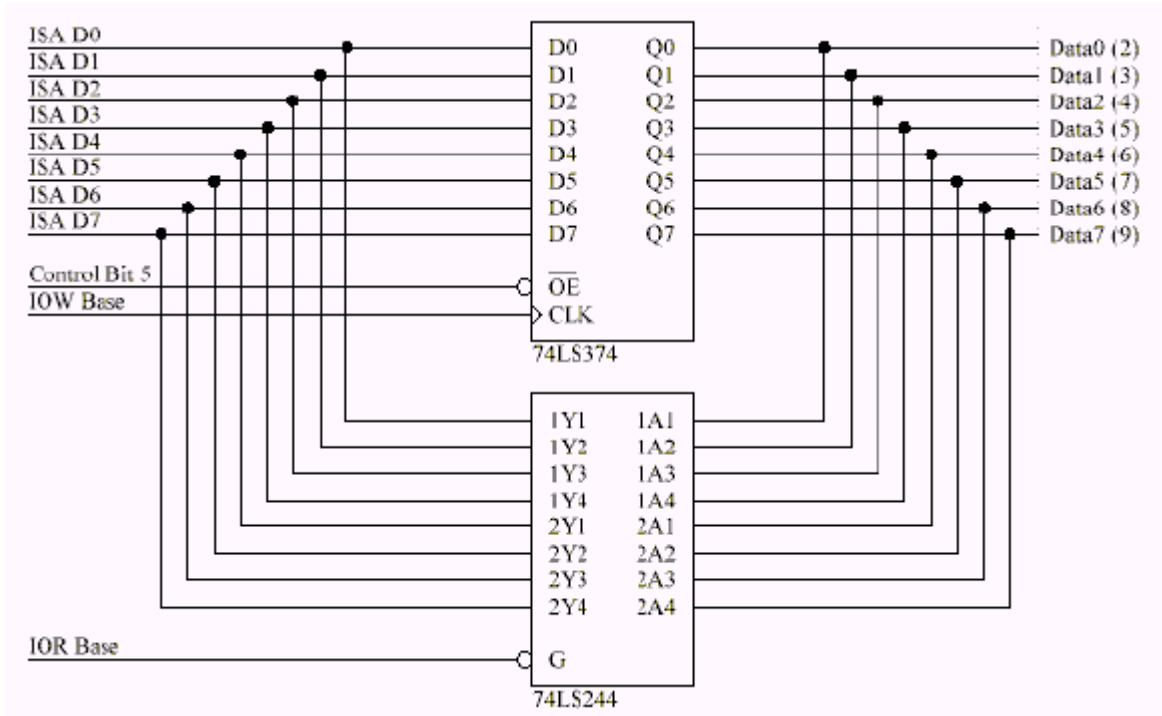 ISA D0 D0 Q0 Data0 (2)
ISA D1 D1 Q1 Data1 (3)
ISA D2 D2 Q2 Data2 (4)
ISA D3 D3 Q3 Data3 (5)
ISA D4 D4 Q4 Data4 (6)
ISA D5 D5 Q5 Data5 (7)
ISA D6 D6 Q6 Data6 (8)
ISA D7 D7 Q7 Data7 (9)
Control Bit 5 OE
IOW Base CLK
74LS374
1Y1 1A1
1Y2 1A2
1Y3 1A3
1Y4 1A4
2Y1 2A1
2Y2 2A2
2Y3 2A3
2Y4 2A4
IOR Base G
74LS244